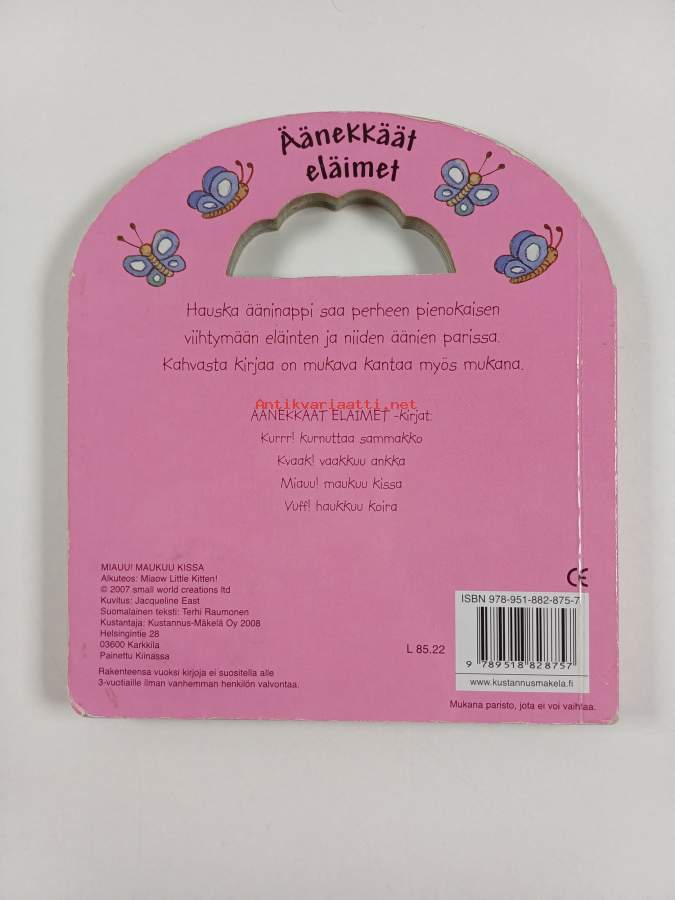 Äänekkäät
eläimet
Hauska ääninappi saa perheen pienokaisen
viihtymään eläinten ja niiden äänien parissa.
Kahvasta kirjaa on mukava kantaa myös mukana.
Antikvariaatti.net
ÄÄNEKKÄÄT ELÄIMET -kirjat:
Kurrr! kurnuttaa sammakko
Kvaak! vaakkuu ankka
Miauu! maukuu kissa
Vuff! haukkuu koira
MIAUU! MAUKUU KISSA
Alkuteos: Miaow Little Kitten!
© 2007 small world creations ltd
Kuvitus: Jacqueline East
Suomalainen teksti: Terhi Raumonen
Kustantaja: Kustannus-Mäkelä Oy 2008
Helsingintie 28
03600 Karkkila
Painettu Kiinassa
Rakenteensa vuoksi kirjoja ei suositella alle
3-vuotiaille ilman vanhemman henkilön valvontaa.
L 85.22
CE
ISBN 978-951-882-875-7
9 789518 828757
www.kustannusmakela.fi
Mukana paristo, jota ei voi vaihtaa.